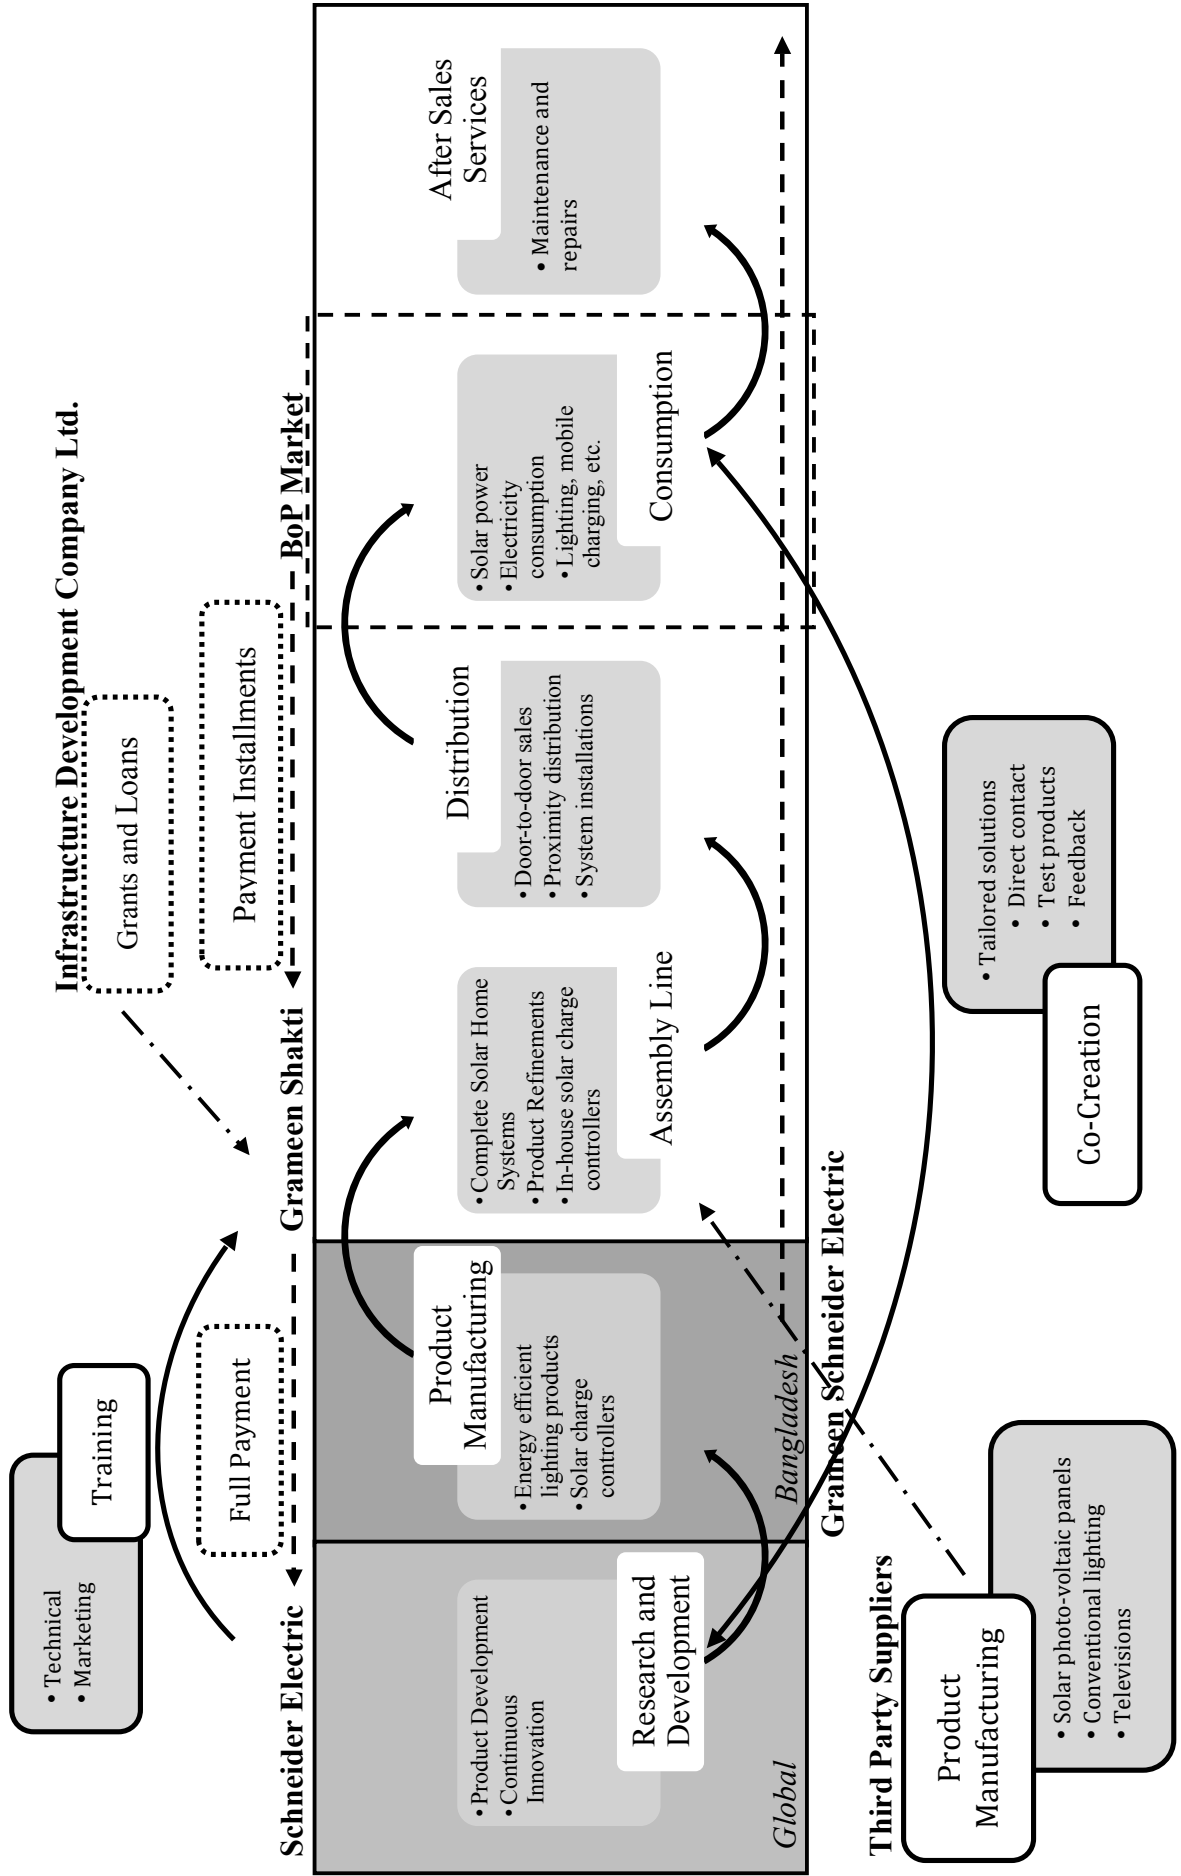 Infrastructure Development Company Ltd.
Grants and Loans
• Technical
• Marketing
Training
Full Payment
Payment Installments
Schneider Electric
Grameen Shakti
BoP Market
• Product Development
• Continuous
Innovation
Research and
Development
Global
Product
Manufacturing
• Energy efficient
lighting products
• Solar charge
controllers
Bangladesh
• Complete Solar Home
Systems
• Product Refinements
• In-house solar charge
controllers
Assembly Line
Distribution
• Door-to-door sales
• Proximity distribution
• System installations
• Solar power
• Electricity
consumption
• Lighting, mobile
charging, etc.
Consumption
After Sales
Services
• Maintenance and
repairs
Grameen Schneider Electric
Third Party Suppliers
Product
Manufacturing
• Solar photo-voltaic panels
• Conventional lighting
• Televisions
• Tailored solutions
• Direct contact
• Test products
• Feedback
Co-Creation